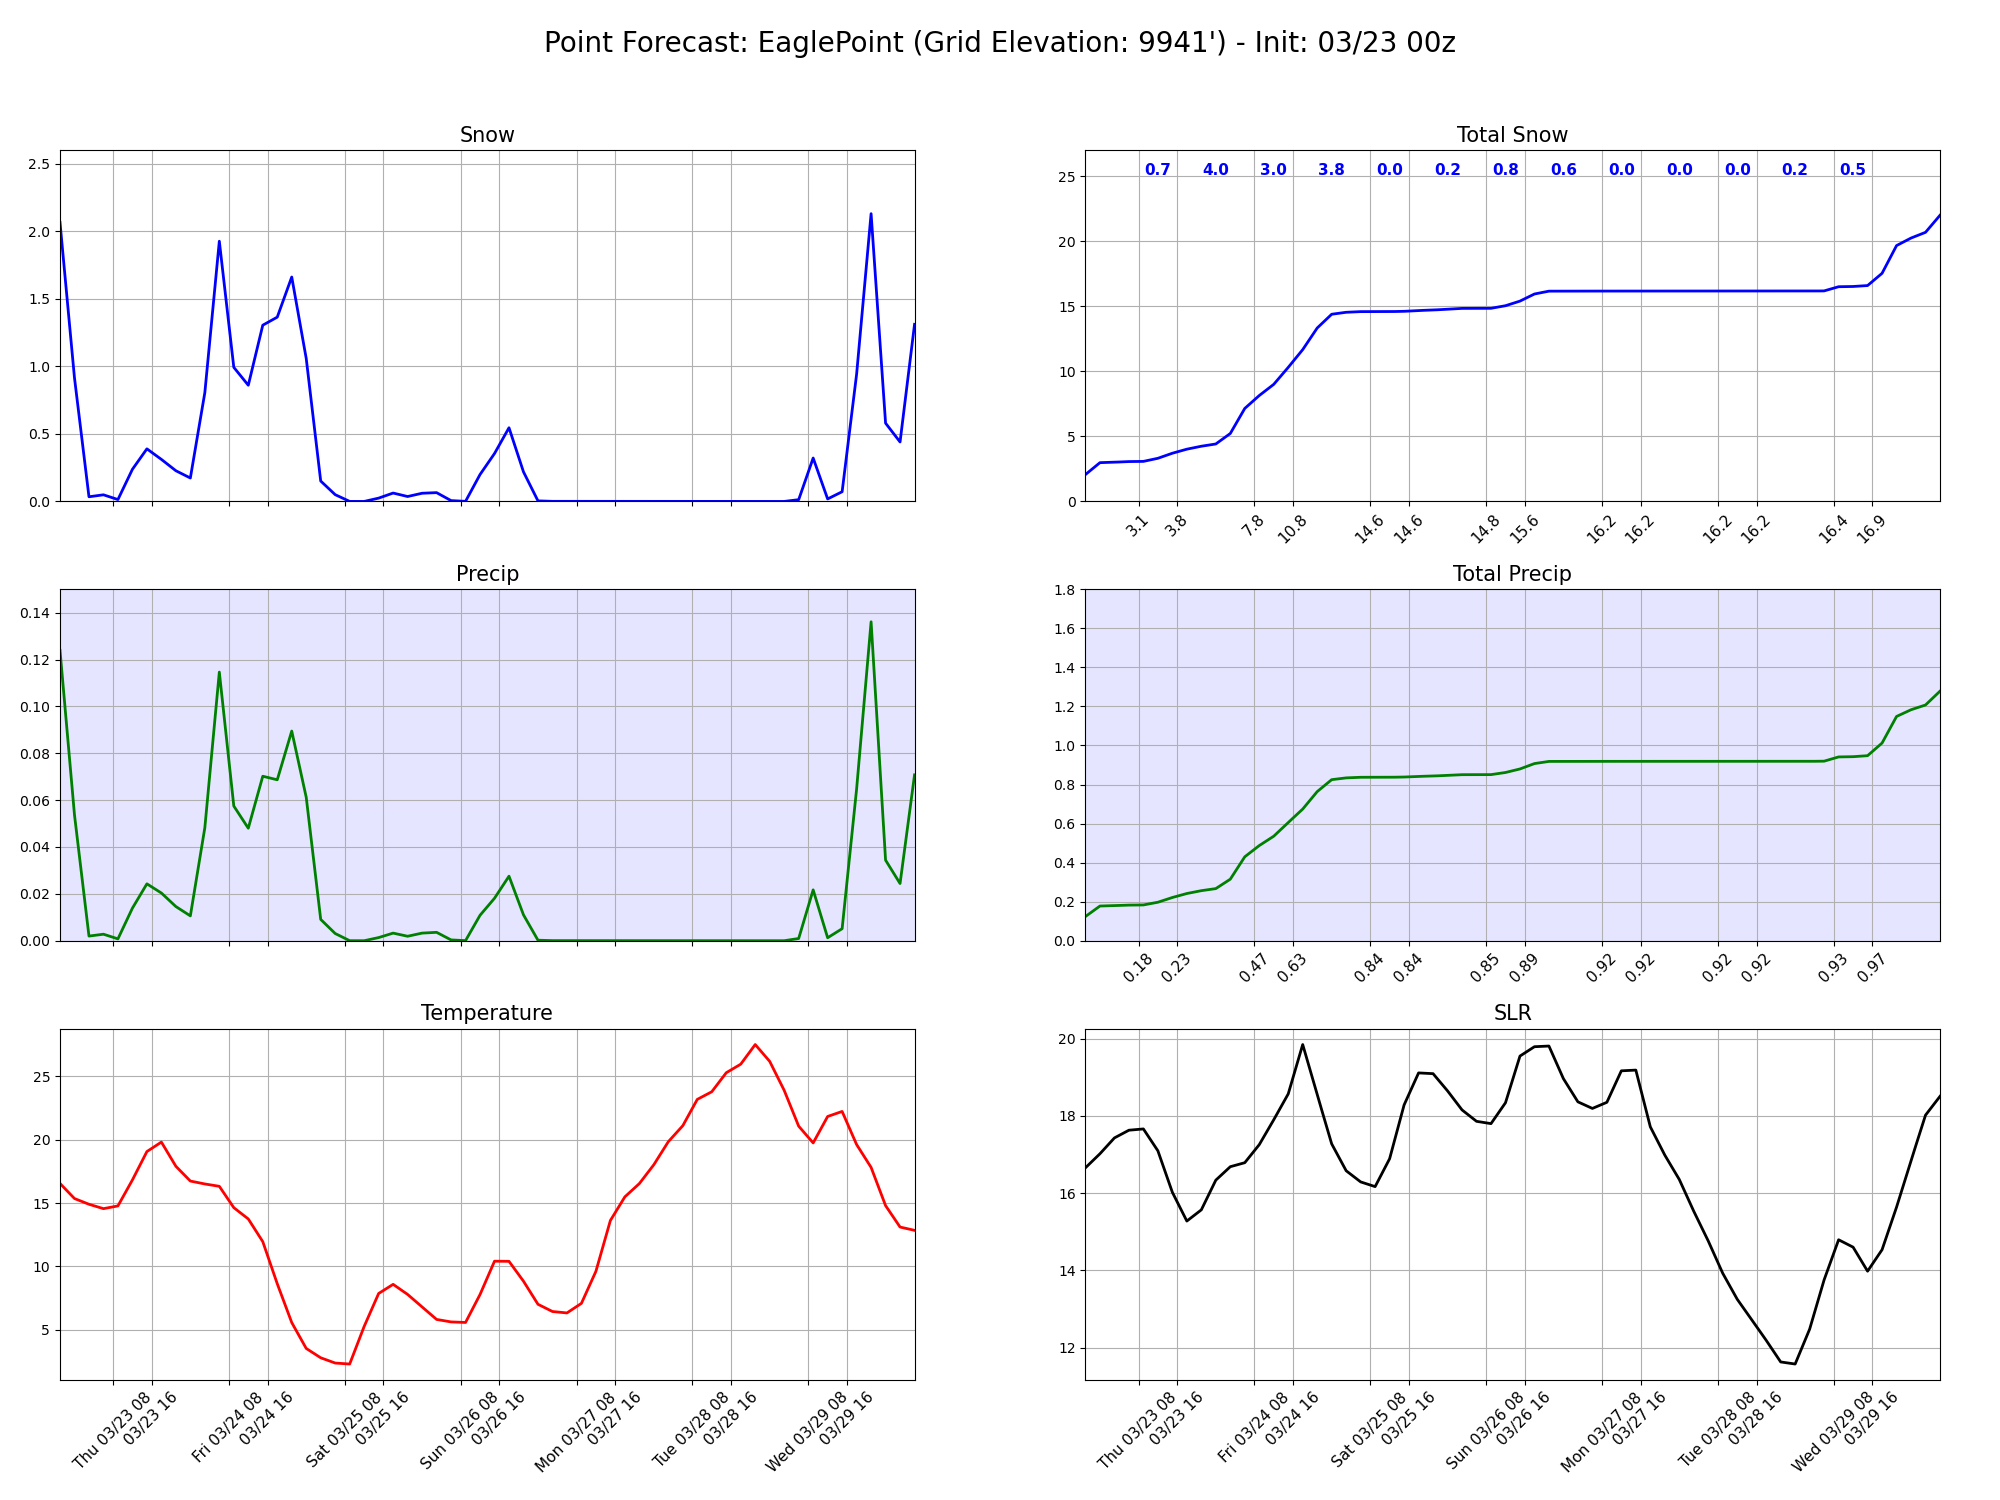 Point Forecast: EaglePoint (Grid Elevation: 9941') - Init: 03/23 00z
Snow
2.5
2.0
1.5
1.0
0.5
0.0
Total Snow
0.7 4.0 3.0 3.8 0.0 0.2 0.8 0.6 0.0 0.0 0.0 0.2 0.5
25
20
15
10
5
0
3.1 3.8 7.8 10.8 14.6 14.6 14.8 15.6 16.2 16.2 16.2 16.2 16.4 16.9
Precip
0.14
0.12
0.10
0.08
0.06
0.04
0.02
0.00
Total Precip
1.8
1.6
1.4
1.2
1.0
0.8
0.6
0.4
0.2
0.0
0.18 0.23 0.47 0.63 0.84 0.84 0.85 0.89 0.92 0.92 0.92 0.92 0.93 0.97
Temperature
25
20
15
10
5
Thu 03/23 08
03/23 16
Fri 03/24 08
03/24 16
Sat 03/25 08
03/25 16
Sun 03/26 08
03/26 16
Mon 03/27 08
03/27 16
Tue 03/28 08
03/28 16
Wed 03/29 08
03/29 16
SLR
20
18
16
14
12
Thu 03/23 08
03/23 16
Fri 03/24 08
03/24 16
Sat 03/25 08
03/25 16
Sun 03/26 08
03/26 16
Mon 03/27 08
03/27 16
Tue 03/28 08
03/28 16
Wed 03/29 08
03/29 16